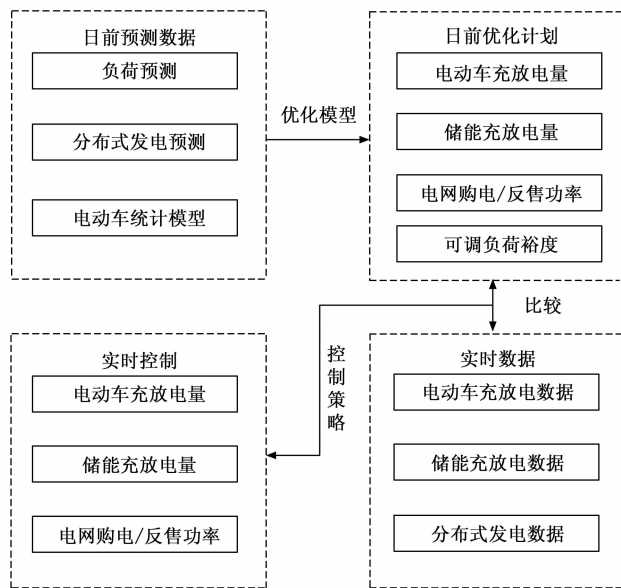 日前预测数据
负荷预测
分布式发电预测
电动车统计模型
优化模型
日前优化计划
电动车充放电量
储能充放电量
电网购电/反售功率
可调负荷裕度
比较
控制策略
实时控制
电动车充放电量
储能充放电量
电网购电/反售功率
实时数据
电动车充放电数据
储能充放电数据
分布式发电数据